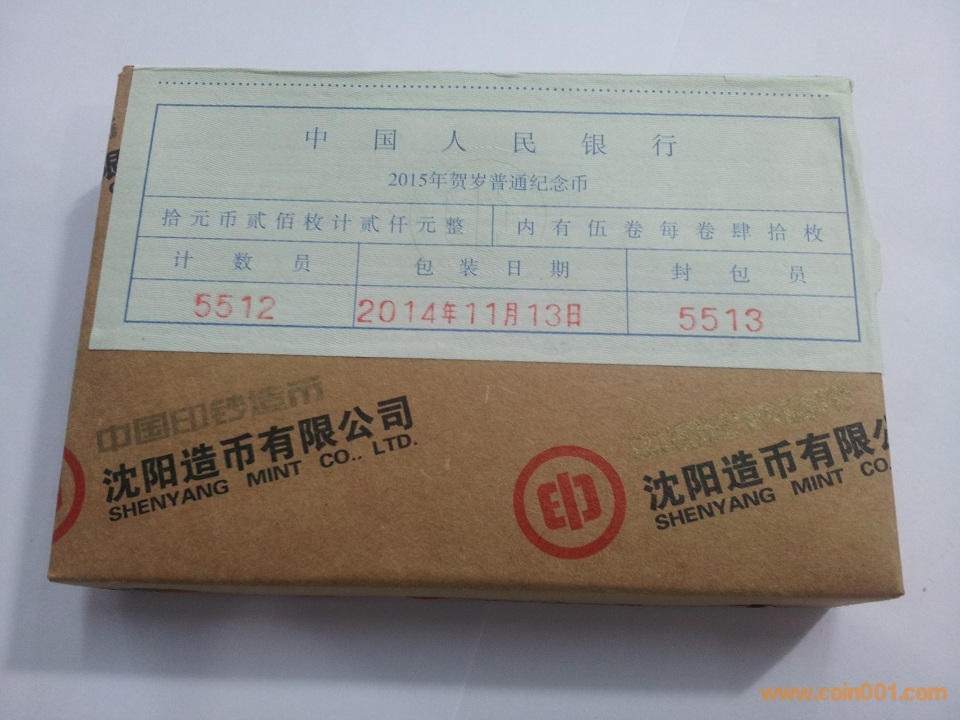 中国人民银行
2015年贺岁普通纪念币
拾元币贰佰枚计贰仟元整 内有伍卷每卷肆拾枚
计数员 包装日期 封包员
5512 2014年11月13日 5513
中国印钞造币
沈阳造币有限公司
SHENYANG MINT CO., LTD.
沈阳造币有限公
SHENYANG MINT CO.
www.coin001.com